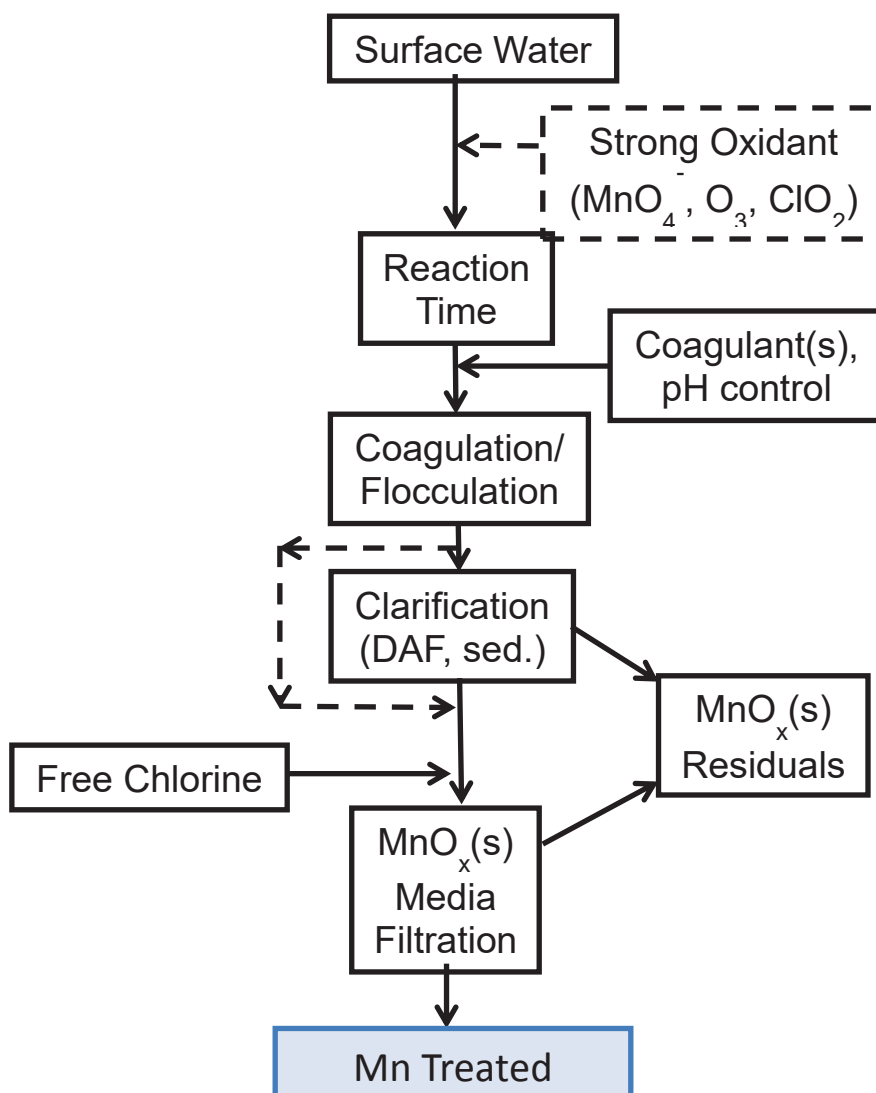 Surface Water
Strong Oxidant
(MnO₄⁻, O₃, ClO₂)
Reaction
Time
Coagulant(s),
pH control
Coagulation/
Flocculation
Clarification
(DAF, sed.)
MnOₓ(s)
Residuals
Free Chlorine
MnOₓ(s)
Media
Filtration
Mn Treated